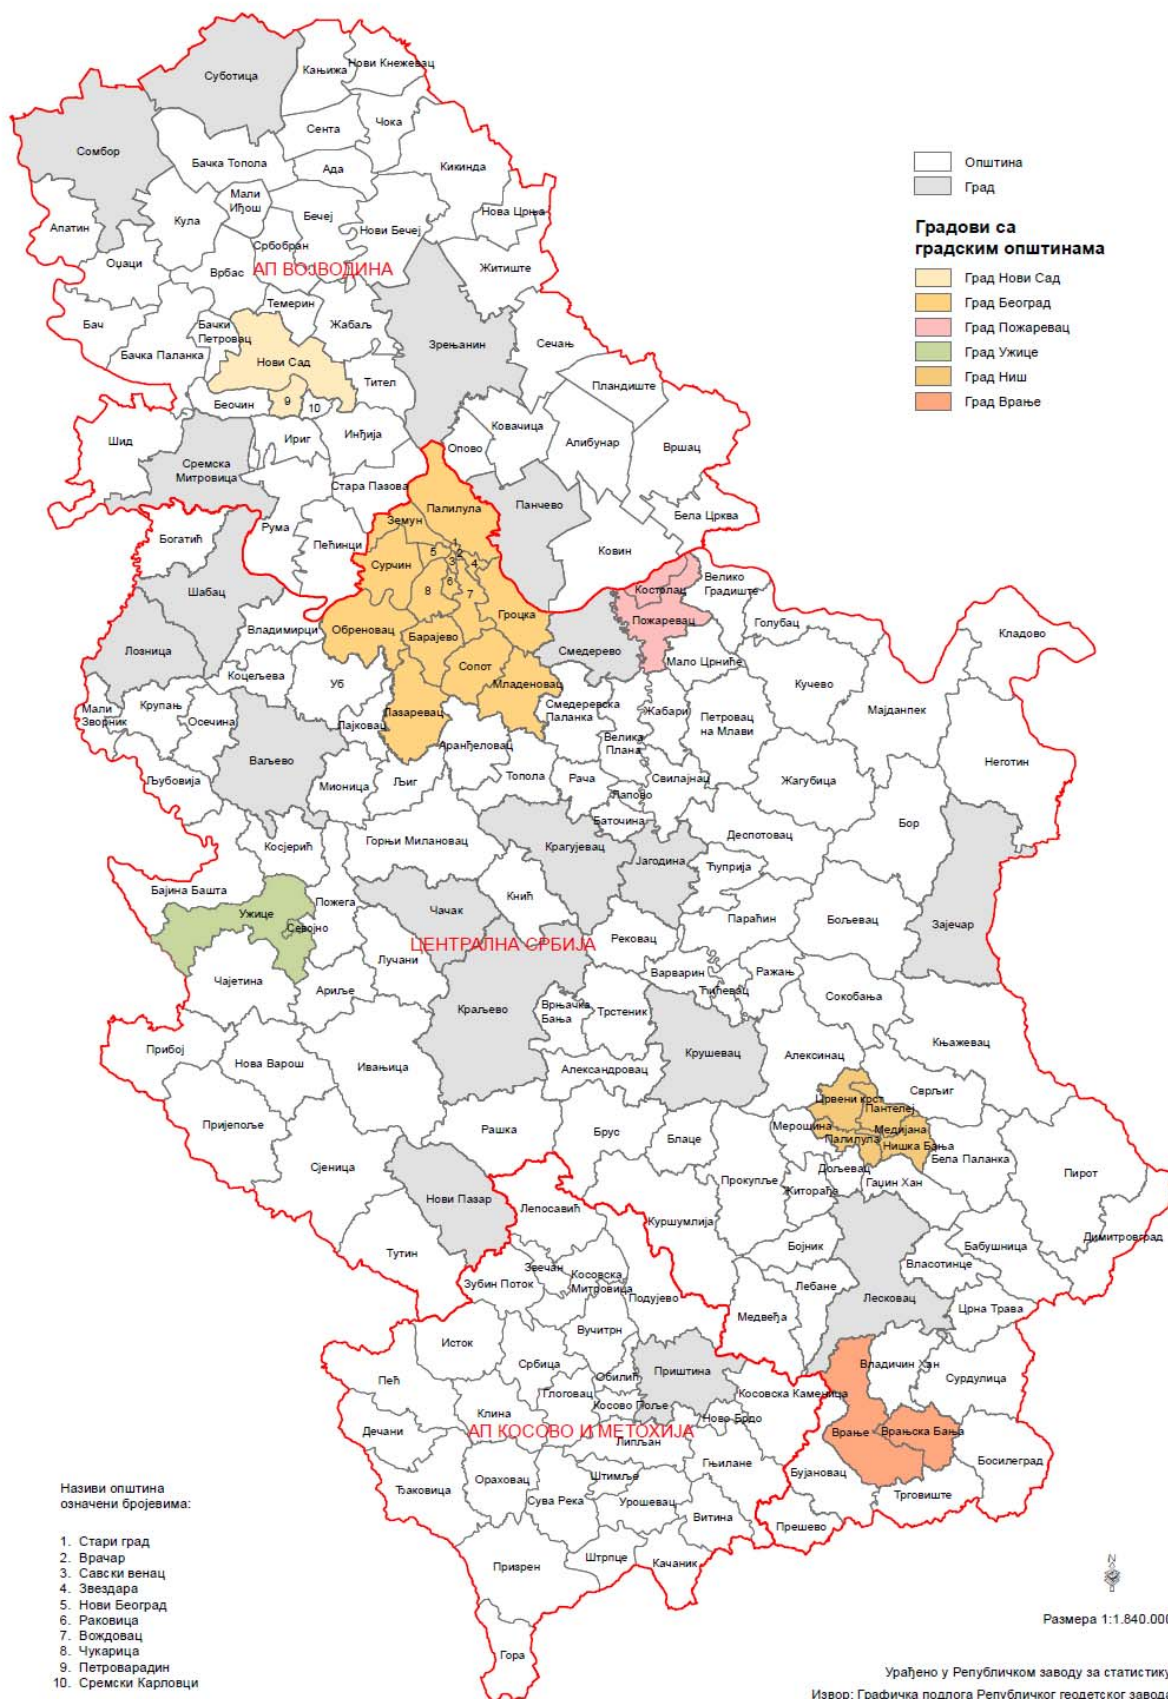 Суботица
Кањижа
Нови Кнежевац
Сомбор
Сента
Чока
Бачка Топола
Ада
Кикинда
Апатин
Кула
Мали
Иђош
Бечеј
Нови Бечеј
Нова Црња
Оџаци
Србобран
Врбас
АП ВОЈВОДИНА
Житиште
Бач
Темерин
Бачки
Петровац
Жабаљ
Зрењанин
Сечањ
Бачка Паланка
Нови Сад
Тител
Пландиште
Беочин
9
10
Шид
Ириг
Инђија
Опово
Ковачица
Алибунар
Вршац
Сремска
Митровица
Стара Пазова
Панчево
Палилула
Бела Црква
Богатић
Рума
Пећинци
Земун
Ковин
1
2
3
4
5
6
7
8
Сурчин
Шабац
Костолац
Велико
Градиште
Гроцка
Пожаревац
Голубац
Кладово
Владимирци
Обреновац
Барајево
Лозница
Смедерево
Мало Црниће
Коцељева
Уб
Сопот
Младеновац
Кучево
Мали
Зворник
Крупањ
Осечина
Лајковац
Лазаревац
Смедеревска
Паланка
Жабари
Петровац
на Млави
Мајданпек
Ваљево
Аранђеловац
Велика
Плана
Неготин
Љубовија
Мионица
Љиг
Топола
Рача
Свилајнац
Жагубица
Лапово
Баточина
Бор
Косјерић
Горњи Милановац
Крагујевац
Деспотовац
Јагодина
Ћуприја
Бајина Башта
Пожега
Чачак
Кнић
Ужице
Севојно
Параћин
Бољевац
Зајечар
ЦЕНТРАЛНА СРБИЈА
Рековац
Лучани
Чајетина
Ариље
Варварин
Ражањ
Ћићевац
Сокобања
Краљево
Врњачка
Бања
Трстеник
Прибој
Нова Варош
Ивањица
Крушевац
Алексинац
Књажевац
Александровац
Сврљиг
Црвени крст
Пантелеј
Пријепоље
Рашка
Брус
Блаце
Мерошина
Медијана
Палилула
Нишка Бања
Сјеница
Бела Паланка
Пирот
Дољевац
Нови Пазар
Прокупље
Житорађа
Гаџин Хан
Лепосавић
Куршумлија
Тутин
Бојник
Бабушница
Димитровград
Звечан
Косовска
Митровица
Зубин Поток
Власотинце
Лебане
Подујево
Медвеђа
Лесковац
Црна Трава
Исток
Вучитрн
Србица
Обилић
Приштина
Владичин Хан
Сурдулица
Пећ
Глоговац
Косовска Каменица
Косово Поље
Ново Брдо
Клина
Дечани
АП КОСОВО И МЕТОХИЈА
Врање
Врањска Бања
Липљан
Гњилане
Босилеград
Ђаковица
Ораховац
Штимље
Бујановац
Сува Река
Урошевац
Трговиште
Витина
Прешево
Призрен
Штрпце
Качаник
Гора
Општина
Град
Градови са
градским општинама
Град Нови Сад
Град Београд
Град Пожаревац
Град Ужице
Град Ниш
Град Врање
Називи општина
означени бројевима:
1. Стари град
2. Врачар
3. Савски венац
4. Звездара
5. Нови Београд
6. Раковица
7. Вождовац
8. Чукарица
9. Петроварадин
10. Сремски Карловци
N
Размера 1:1.840.000
Урађено у Републичком заводу за статистику
Извор: Графичка подлога Републичког геодетског завода